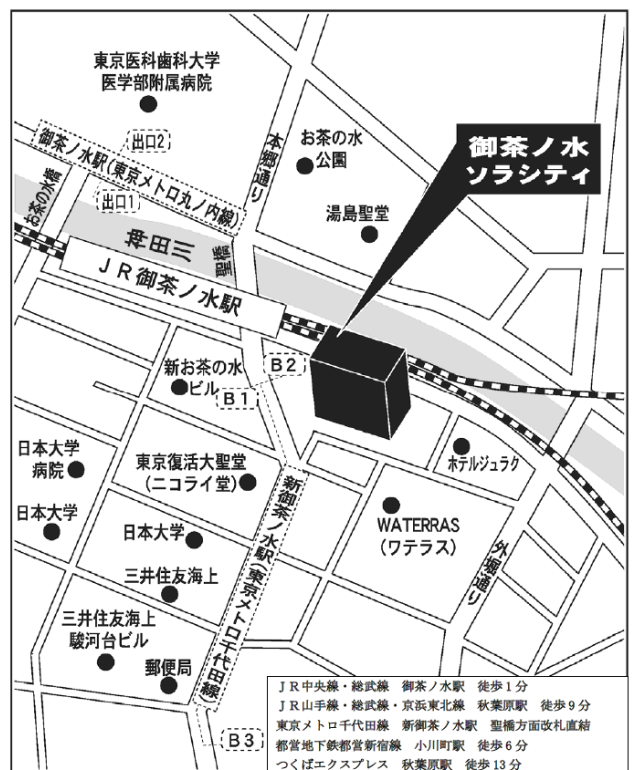 東京医科歯科大学
医学部附属病院
出口2
御茶ノ水駅(東京メトロ丸ノ内線)
出口1
お茶の水橋
本郷通り
お茶の水
公園
湯島聖堂
御茶ノ水
ソラシティ
神田川
聖橋
JR御茶ノ水駅
新お茶の水
ビル
B2
B1
日本大学
病院
東京復活大聖堂
(ニコライ堂)
ホテルジュラク
日本大学
日本大学
WATERRAS
(ワテラス)
外堀通り
新御茶ノ水駅(東京メトロ千代田線)
三井住友海上
三井住友海上
駿河台ビル
郵便局
B3
JR中央線・総武線 御茶ノ水駅 徒歩1分
JR山手線・総武線・京浜東北線 秋葉原駅 徒歩9分
東京メトロ千代田線 新御茶ノ水駅 聖橋方面改札直結
都営地下鉄都営新宿線 小川町駅 徒歩6分
つくばエクスプレス 秋葉原駅 徒歩13分